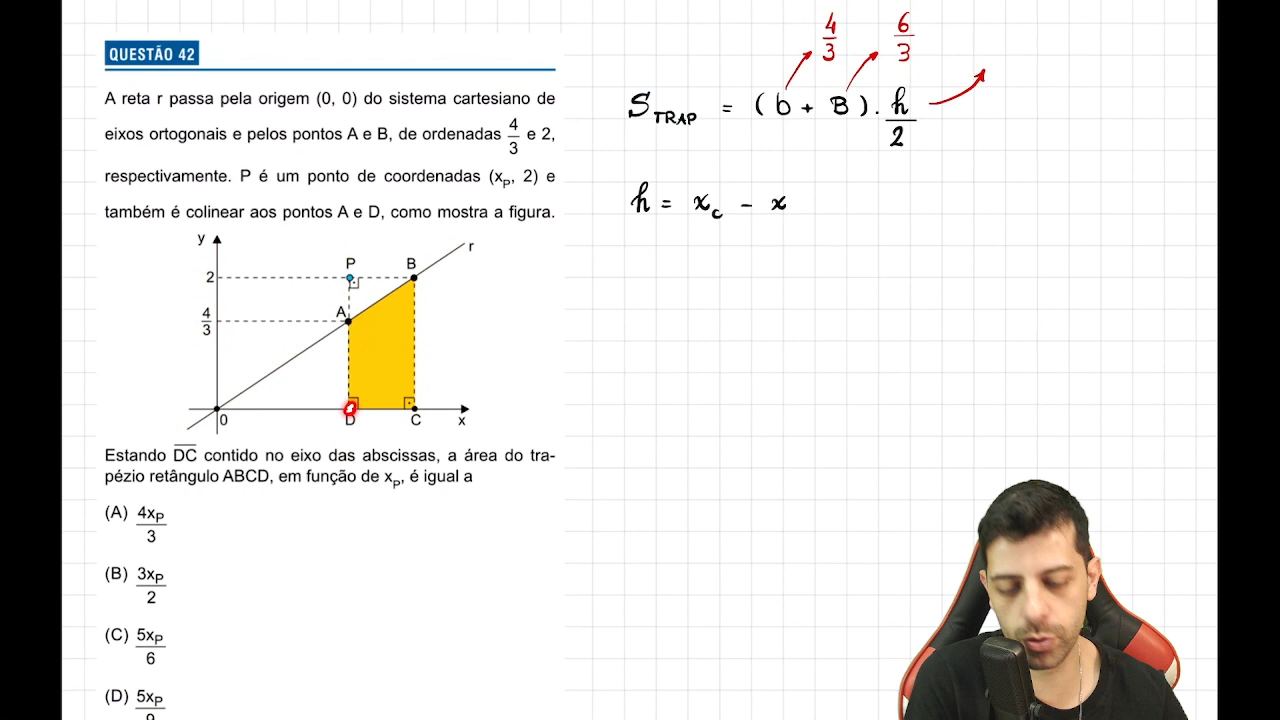 QUESTÃO 42
A reta r passa pela origem (0, 0) do sistema cartesiano de
eixos ortogonais e pelos pontos A e B, de ordenadas 4/3 e 2,
respectivamente. P é um ponto de coordenadas (xP, 2) e
também é colinear aos pontos A e D, como mostra a figura.
y
r
P
B
2
A
4/3
0
D
C
x
Estando DC contido no eixo das abscissas, a área do tra-
pézio retângulo ABCD, em função de xP, é igual a
(A) 4xP/3
(B) 3xP/2
(C) 5xP/6
(D) 5xP/9
4/3 6/3
STRAP = (b + B) . h/2
h = xc - x